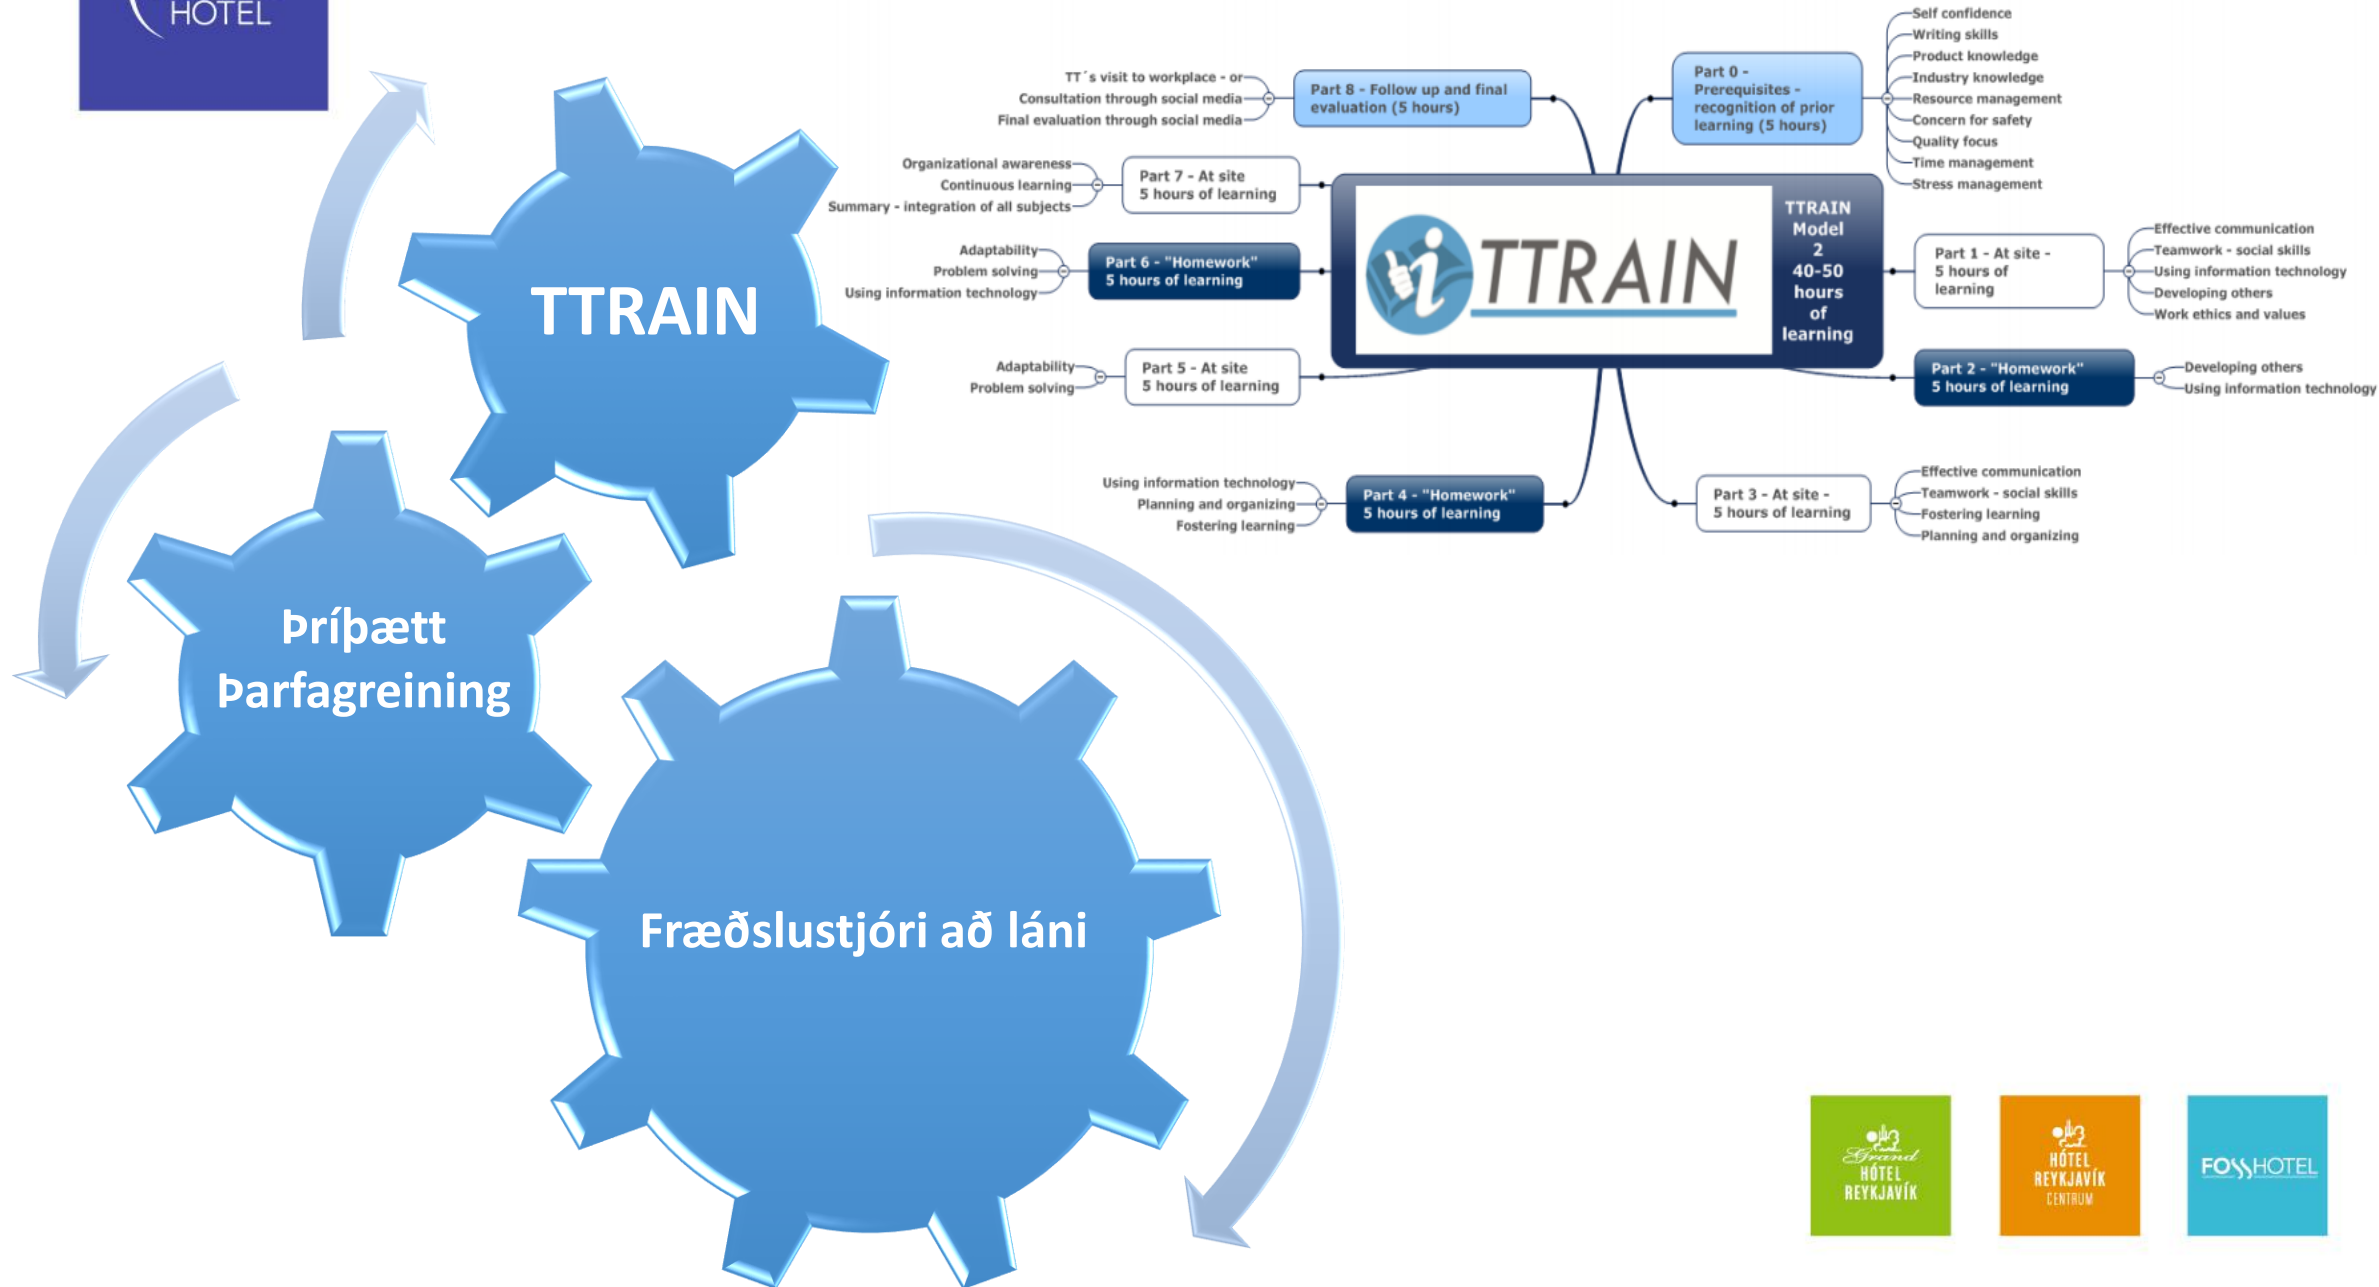 HOTEL
TTRAIN
Þríþætt
Þarfagreining
Fræðslustjóri að láni
TT´s visit to workplace - or
Consultation through social media
Final evaluation through social media
Part 8 - Follow up and final
evaluation (5 hours)
Organizational awareness
Continuous learning
Summary - integration of all subjects
Part 7 - At site
5 hours of learning
Adaptability
Problem solving
Using information technology
Part 6 - "Homework"
5 hours of learning
Adaptability
Problem solving
Part 5 - At site
5 hours of learning
Using information technology
Planning and organizing
Fostering learning
Part 4 - "Homework"
5 hours of learning
i TTRAIN
TTRAIN
Model
2
40-50
hours
of
learning
Part 0 -
Prerequisites -
recognition of prior
learning (5 hours)
Self confidence
Writing skills
Product knowledge
Industry knowledge
Resource management
Concern for safety
Quality focus
Time management
Stress management
Part 1 - At site -
5 hours of
learning
Effective communication
Teamwork - social skills
Using information technology
Developing others
Work ethics and values
Part 2 - "Homework"
5 hours of learning
Developing others
Using information technology
Part 3 - At site -
5 hours of learning
Effective communication
Teamwork - social skills
Fostering learning
Planning and organizing
Grand
HÓTEL
REYKJAVÍK
HÓTEL
REYKJAVÍK
CENTRUM
FOSSHOTEL